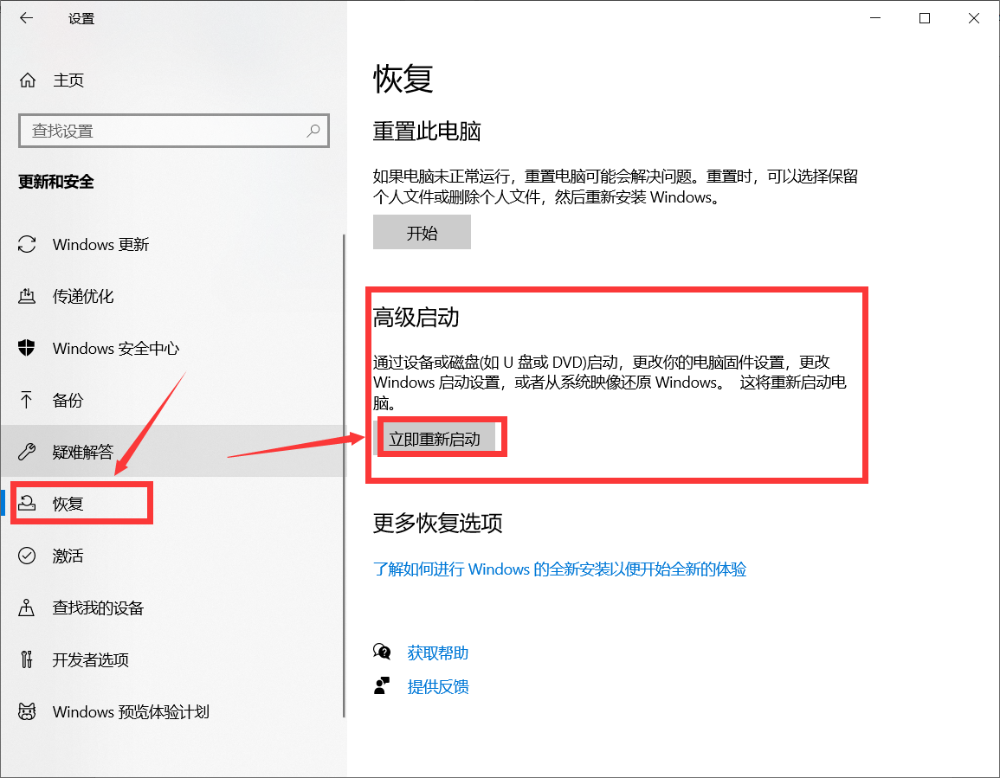 设置
主页
查找设置
更新和安全
Windows 更新
传递优化
Windows 安全中心
备份
疑难解答
恢复
激活
查找我的设备
开发者选项
Windows 预览体验计划
恢复
重置此电脑
如果电脑未正常运行，重置电脑可能会解决问题。重置时，可以选择保留
个人文件或删除个人文件，然后重新安装 Windows。
开始
高级启动
通过设备或磁盘(如 U 盘或 DVD)启动，更改你的电脑固件设置，更改
Windows 启动设置，或者从系统映像还原 Windows。 这将重新启动电
脑。
立即重新启动
更多恢复选项
了解如何进行 Windows 的全新安装以便开始全新的体验
获取帮助
提供反馈